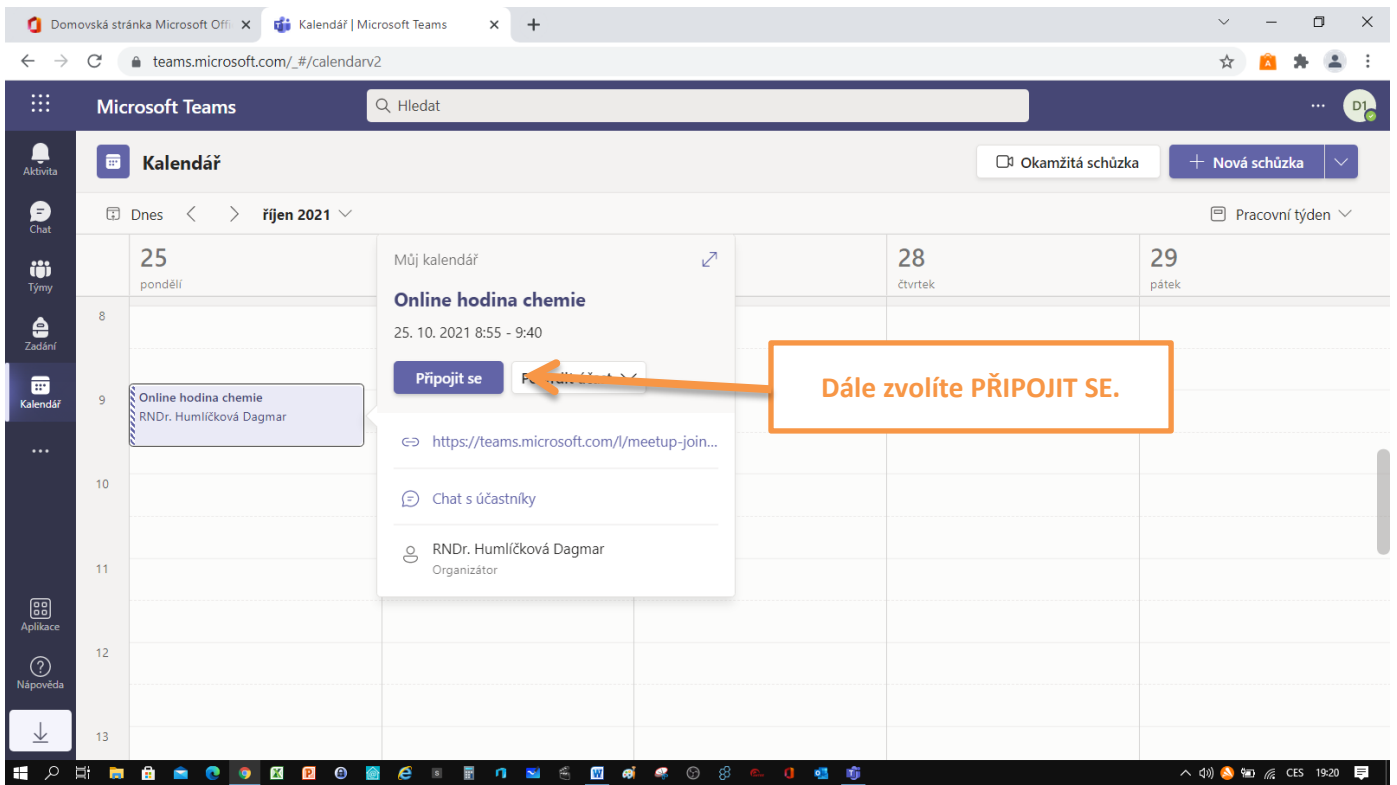 Domovská stránka Microsoft Offi
Kalendář | Microsoft Teams
teams.microsoft.com/_#/calendarv2
Microsoft Teams
Hledat
D1
Aktivita
Kalendář
Okamžitá schůzka
Nová schůzka
Chat
Dnes
říjen 2021
Pracovní týden
Týmy
25
pondělí
Můj kalendář
28
čtvrtek
29
pátek
Online hodina chemie
25. 10. 2021 8:55 - 9:40
8
Zadání
Připojit se
Dále zvolíte PŘIPOJIT SE.
Kalendář
9
Online hodina chemie
RNDr. Humlíčková Dagmar
https://teams.microsoft.com/l/meetup-join...
10
Chat s účastníky
RNDr. Humlíčková Dagmar
Organizátor
11
Aplikace
12
Nápověda
13
CES 19:20